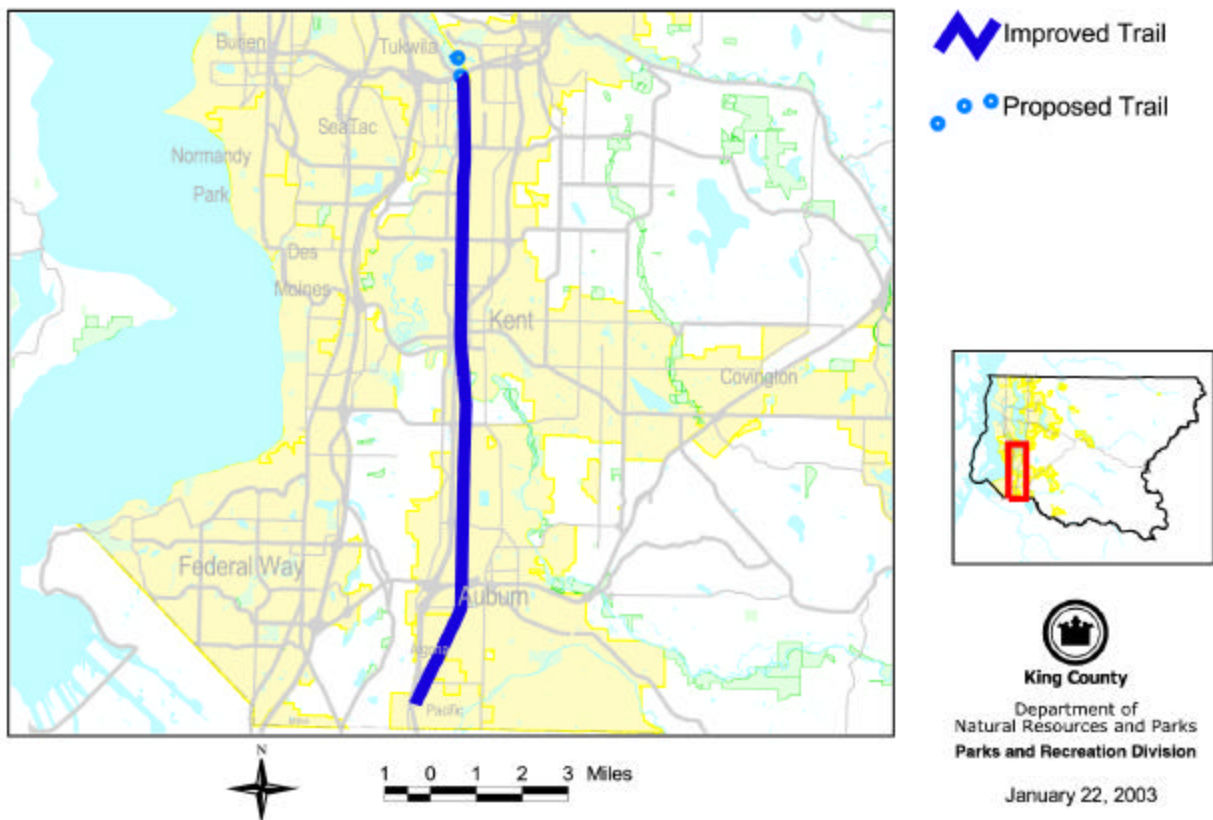 Burien
Tukwila
SeaTac
Normandy
Park
Des
Moines
Kent
Covington
Federal Way
Auburn
Algona
Pacific
Milton
Improved Trail
Proposed Trail
King County
Department of
Natural Resources and Parks
Parks and Recreation Division
January 22, 2003
N
1 0 1 2 3 Miles